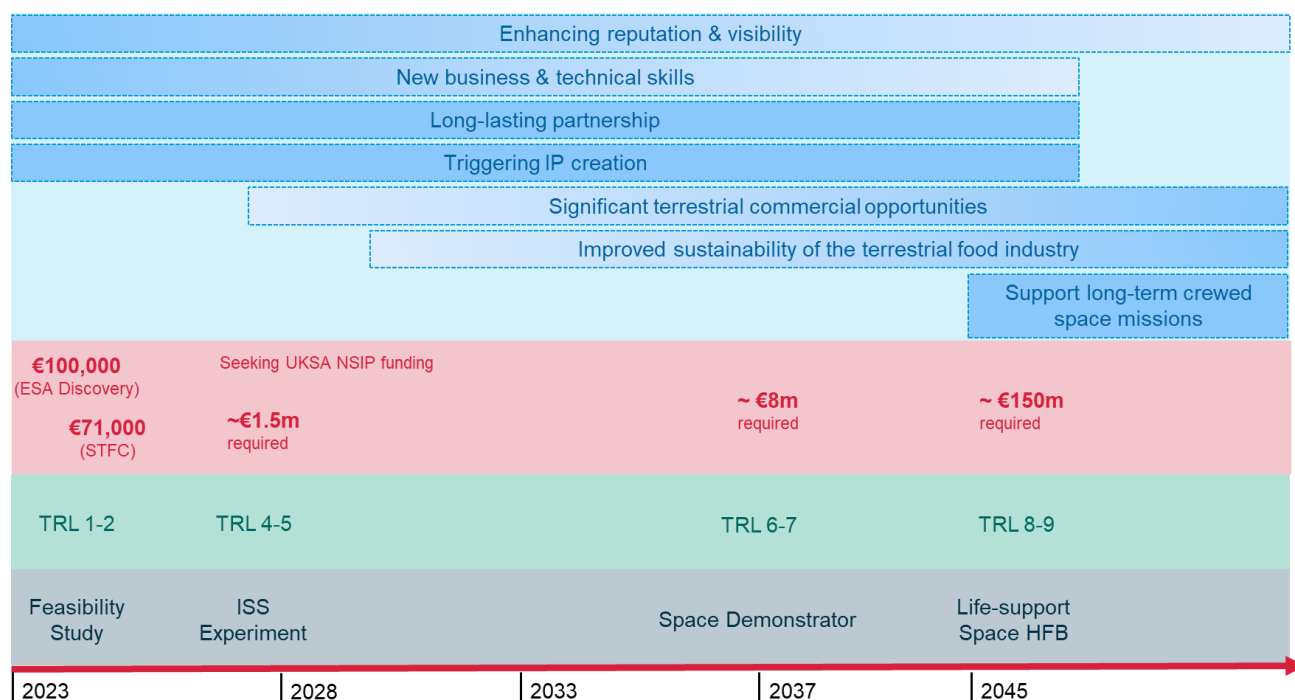 Enhancing reputation & visibility
New business & technical skills
Long-lasting partnership
Triggering IP creation
Significant terrestrial commercial opportunities
Improved sustainability of the terrestrial food industry
Support long-term crewed
space missions
€100,000
(ESA Discovery)
€71,000
(STFC)
Seeking UKSA NSIP funding
~€1.5m
required
~ €8m
required
~ €150m
required
TRL 1-2
TRL 4-5
TRL 6-7
TRL 8-9
Feasibility
Study
ISS
Experiment
Space Demonstrator
Life-support
Space HFB
2023
2028
2033
2037
2045